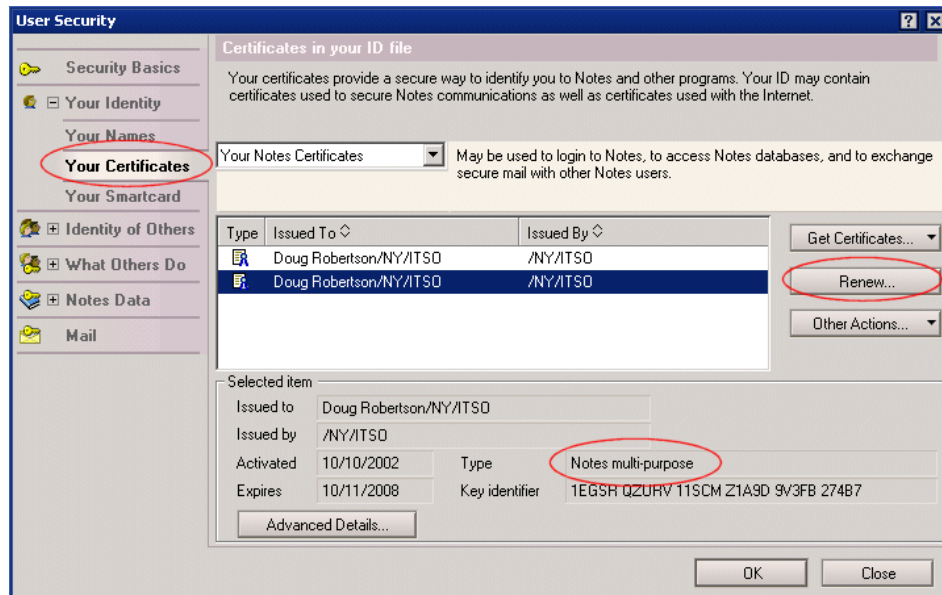 User Security
Security Basics
Your Identity
Your Names
Your Certificates
Your Smartcard
Identity of Others
What Others Do
Notes Data
Mail
Certificates in your ID file
Your certificates provide a secure way to identify you to Notes and other programs. Your ID may contain
certificates used to secure Notes communications as well as certificates used with the Internet.
Your Notes Certificates
May be used to login to Notes, to access Notes databases, and to exchange
secure mail with other Notes users.
Type Issued To Issued By
Doug Robertson/NY/ITSO /NY/ITSO
Doug Robertson/NY/ITSO /NY/ITSO
Get Certificates...
Renew...
Other Actions...
Selected item
Issued to Doug Robertson/NY/ITSO
Issued by /NY/ITSO
Activated 10/10/2002 Type Notes multi-purpose
Expires 10/11/2008 Key identifier 1EGSR QZURV 11SCM Z1A9D 9V3FB 274B7
Advanced Details...
OK Close